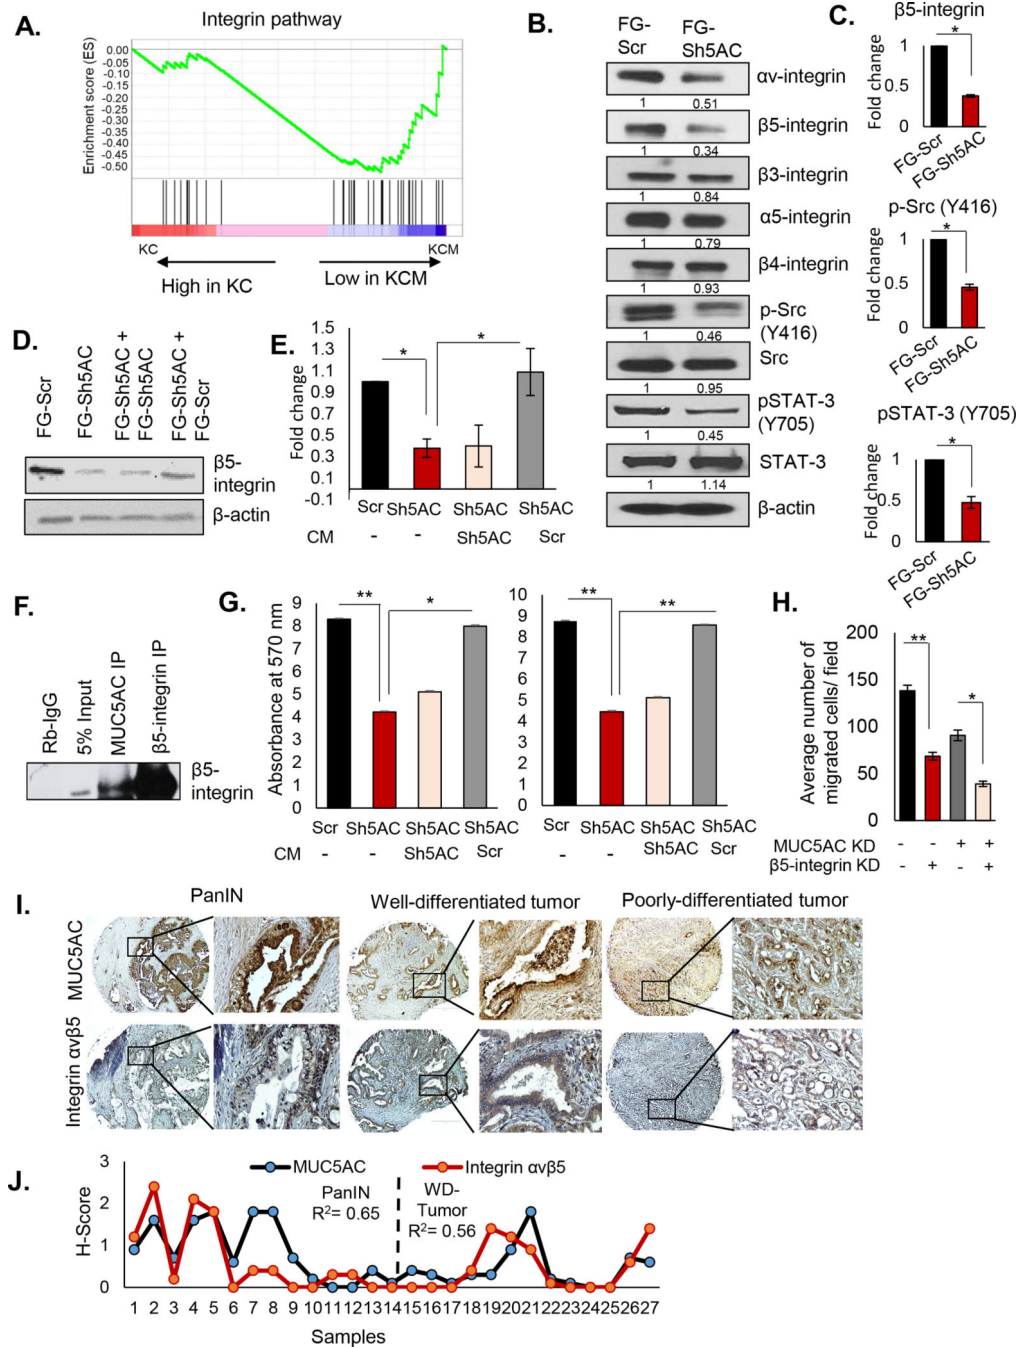 A.
Integrin pathway
Enrichment score (ES)
0.00
-0.05
-0.10
-0.15
-0.20
-0.25
-0.30
-0.35
-0.40
-0.45
-0.50
KC
KCM
High in KC
Low in KCM
B.
FG-
Scr
FG-
Sh5AC
αv-integrin
1 0.51
β5-integrin
1 0.34
β3-integrin
1 0.84
α5-integrin
1 0.79
β4-integrin
1 0.93
p-Src
(Y416)
1 0.46
Src
1 0.95
pSTAT-3
(Y705)
1 0.45
STAT-3
1 1.14
β-actin
C.
β5-integrin
Fold change
1
0.5
0
*
FG-Scr
FG-Sh5AC
p-Src (Y416)
Fold change
1
0.5
0
*
FG-Scr
FG-Sh5AC
pSTAT-3 (Y705)
Fold change
1
0.5
0
*
FG-Scr
FG-Sh5AC
D.
FG-Scr
FG-Sh5AC
FG-Sh5AC +
FG-Sh5AC
FG-Sh5AC +
FG-Scr
β5-
integrin
β-actin
E.
Fold change
1.5
1.3
1.1
0.9
0.7
0.5
0.3
0.1
-0.1
*
*
Scr Sh5AC Sh5AC Sh5AC
CM - - Sh5AC Scr
F.
Rb-IgG
5% Input
MUC5AC IP
β5-integrin IP
β5-
integrin
G.
Absorbance at 570 nm
9
8
7
6
5
4
3
2
1
0
** *
Scr Sh5AC Sh5AC Sh5AC
CM - - Sh5AC Scr
10
9
8
7
6
5
4
3
2
1
0
** **
Scr Sh5AC Sh5AC Sh5AC
- - Sh5AC Scr
H.
Average number of
migrated cells/ field
200
150
100
50
0
**
*
MUC5AC KD - - + +
β5-integrin KD - + - +
I.
PanIN
Well-differentiated tumor
Poorly-differentiated tumor
MUC5AC
Integrin αvβ5
J.
H-Score
3
2
1
0
MUC5AC
Integrin αvβ5
PanIN
R²= 0.65
WD-
Tumor
R²= 0.56
1 2 3 4 5 6 7 8 9 10 11 12 13 14 15 16 17 18 19 20 21 22 23 24 25 26 27
Samples